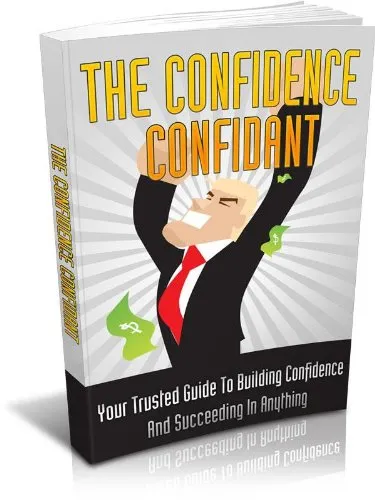 THE CONFIDENCE
CONFIDANT
THE CONFIDENCE CONFIDANT
$
$
Your Trusted Guide To Building Confidence
And Succeeding In Anything